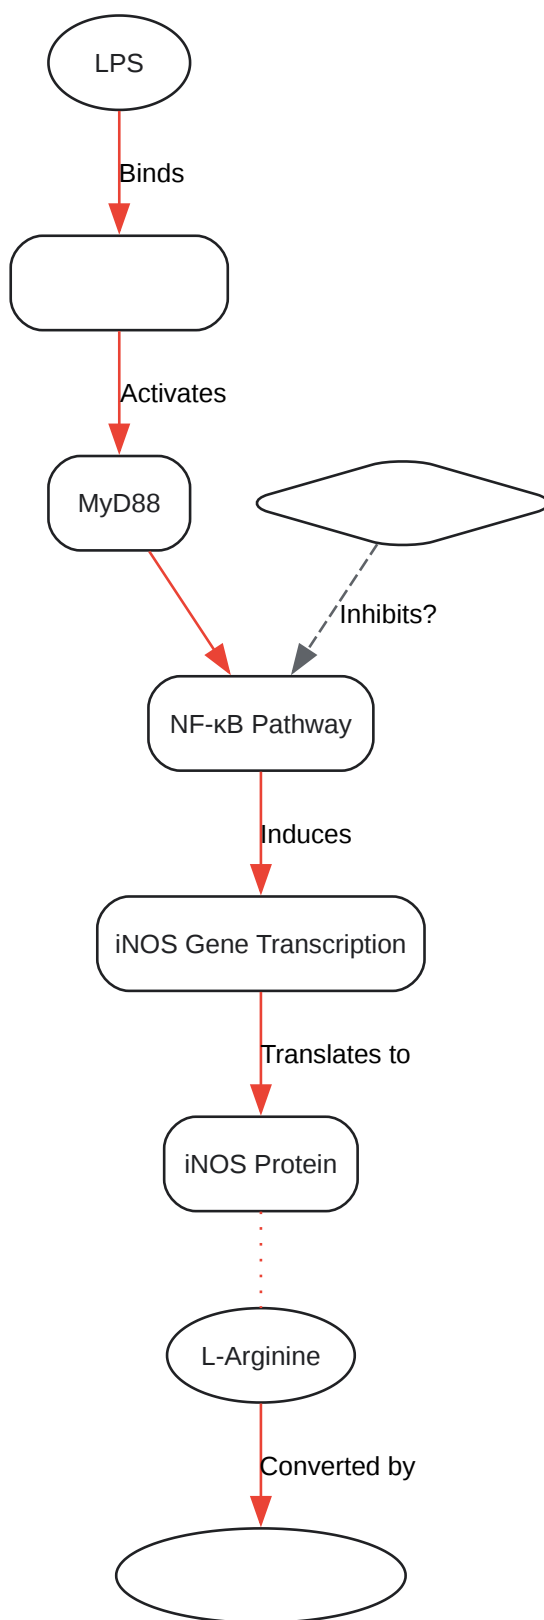 LPS
Binds
Activates
MyD88
Inhibits?
NF-κB Pathway
Induces
iNOS Gene Transcription
Translates to
iNOS Protein
L-Arginine
Converted by